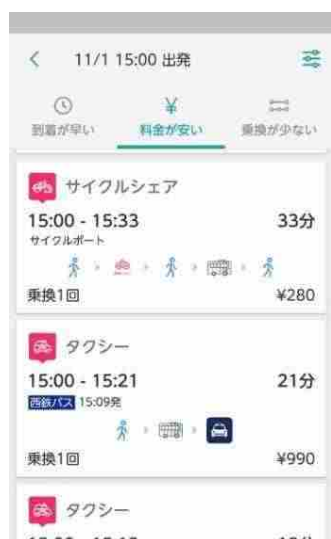 11/1 15:00 出発
到着が早い 料金が安い 乗換が少ない
サイクルシェア
15:00 - 15:33 33分
サイクルポート
乗換1回 ¥280
タクシー
15:00 - 15:21 21分
西鉄バス 15:09発
乗換1回 ¥990
タクシー